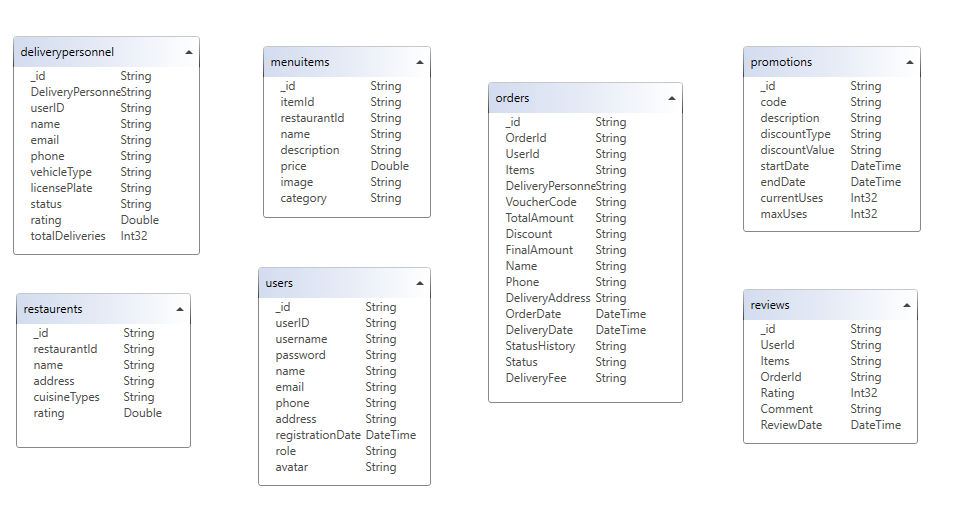 deliverypersonnel
_id String
DeliveryPersonne String
userID String
name String
email String
phone String
vehicleType String
licensePlate String
status String
rating Double
totalDeliveries Int32
menuitems
_id String
itemId String
restaurantId String
name String
description String
price Double
image String
category String
orders
_id String
OrderId String
UserId String
Items String
DeliveryPersonne String
VoucherCode String
TotalAmount String
Discount String
FinalAmount String
Name String
Phone String
DeliveryAddress String
OrderDate DateTime
DeliveryDate DateTime
StatusHistory String
Status String
DeliveryFee String
promotions
_id String
code String
description String
discountType String
discountValue String
startDate DateTime
endDate DateTime
currentUses Int32
maxUses Int32
restaurents
_id String
restaurantId String
name String
address String
cuisineTypes String
rating Double
users
_id String
userID String
username String
password String
name String
email String
phone String
address String
registrationDate DateTime
role String
avatar String
reviews
_id String
UserId String
Items String
OrderId String
Rating Int32
Comment String
ReviewDate DateTime